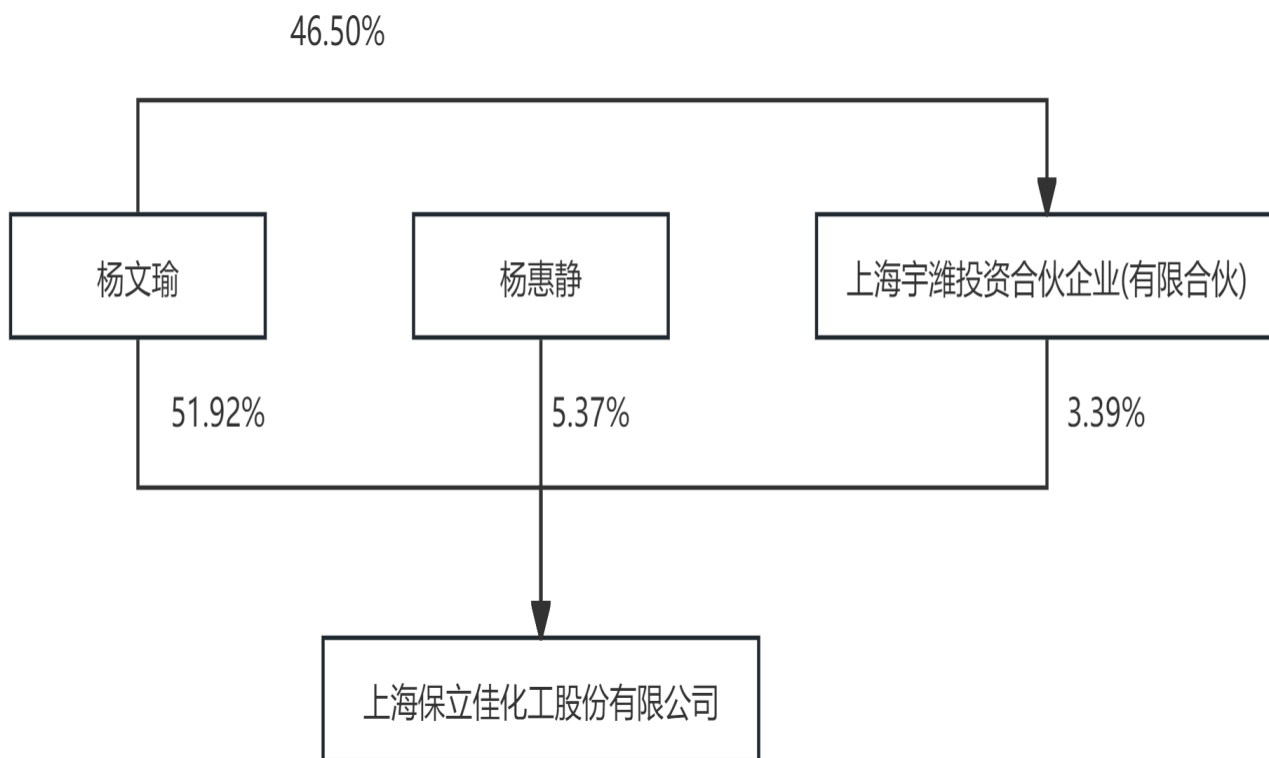 46.50%
杨文瑜
杨惠静
上海宇潍投资合伙企业(有限合伙)
51.92%
5.37%
3.39%
上海保立佳化工股份有限公司